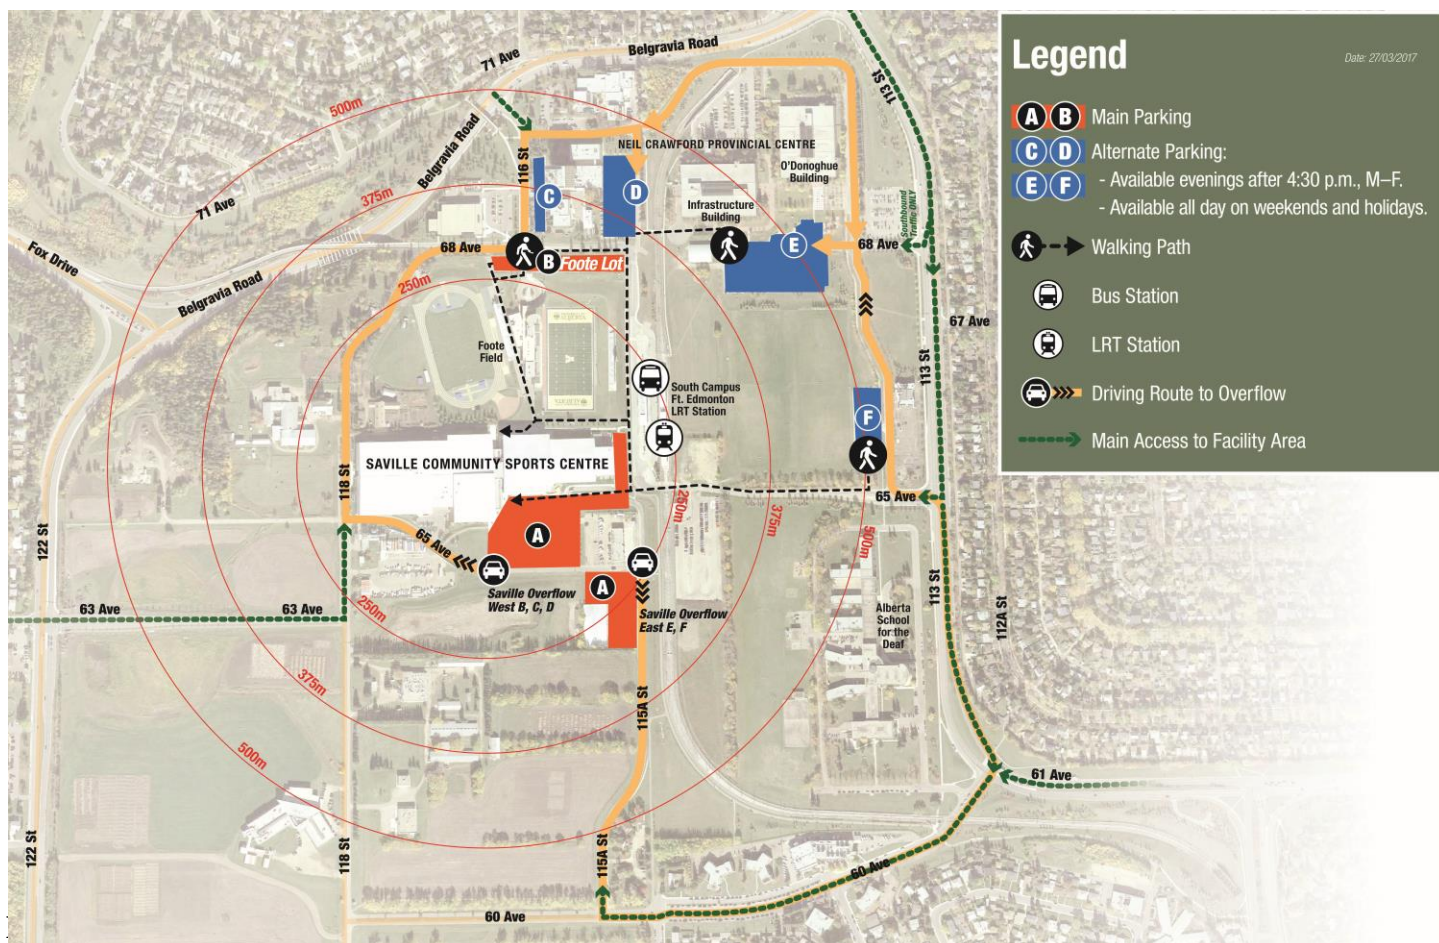 Legend
Date: 27/03/2017
A B Main Parking
C D Alternate Parking:
E F - Available evenings after 4:30 p.m., M–F.
- Available all day on weekends and holidays.
Walking Path
Bus Station
LRT Station
Driving Route to Overflow
Main Access to Facility Area
71 Ave
Belgravia Road
113 St
500m
Belgravia Road
116 St
NEIL CRAWFORD PROVINCIAL CENTRE
O'Donoghue
Building
C
D
375m
71 Ave
Infrastructure
Building
Southbound
Traffic ONLY
Fox Drive
68 Ave
B
Foote Lot
E
68 Ave
Belgravia Road
250m
67 Ave
Foote
Field
113 St
South Campus
Ft. Edmonton
LRT Station
F
SAVILLE COMMUNITY SPORTS CENTRE
118 St
65 Ave
250m
375m
500m
122 St
65 Ave
A
Saville Overflow
West B, C, D
A
Saville Overflow
East E, F
63 Ave
63 Ave
250m
113 St
112A St
Alberta
School
for the
Deaf
375m
115A St
500m
61 Ave
122 St
118 St
115A St
60 Ave
60 Ave